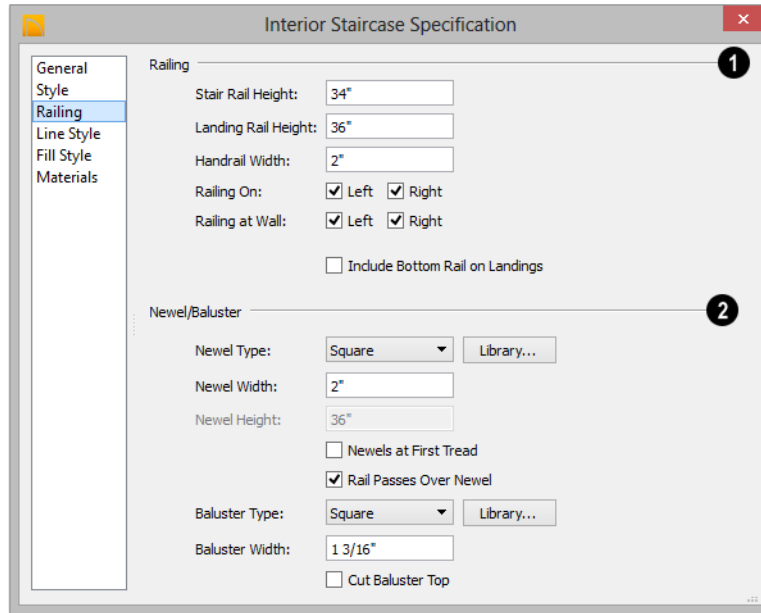 Interior Staircase Specification
General
Style
Railing
Line Style
Fill Style
Materials
Railing
1
Stair Rail Height: 34"
Landing Rail Height: 36"
Handrail Width: 2"
Railing On: Left Right
Railing at Wall: Left Right
Include Bottom Rail on Landings
Newel/Baluster
2
Newel Type: Square Library...
Newel Width: 2"
Newel Height: 36"
Newels at First Tread
Rail Passes Over Newel
Baluster Type: Square Library...
Baluster Width: 1 3/16"
Cut Baluster Top